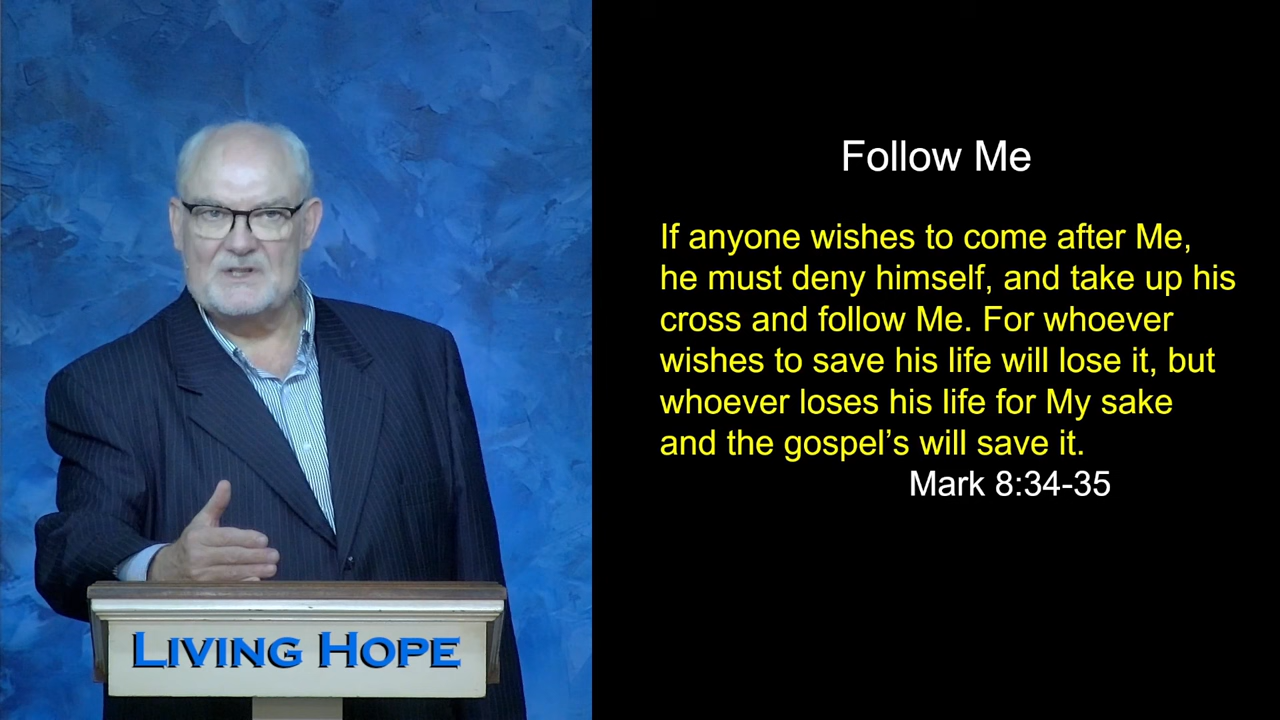 Follow Me
If anyone wishes to come after Me,
he must deny himself, and take up his
cross and follow Me. For whoever
wishes to save his life will lose it, but
whoever loses his life for My sake
and the gospel’s will save it.
Mark 8:34-35
LIVING HOPE